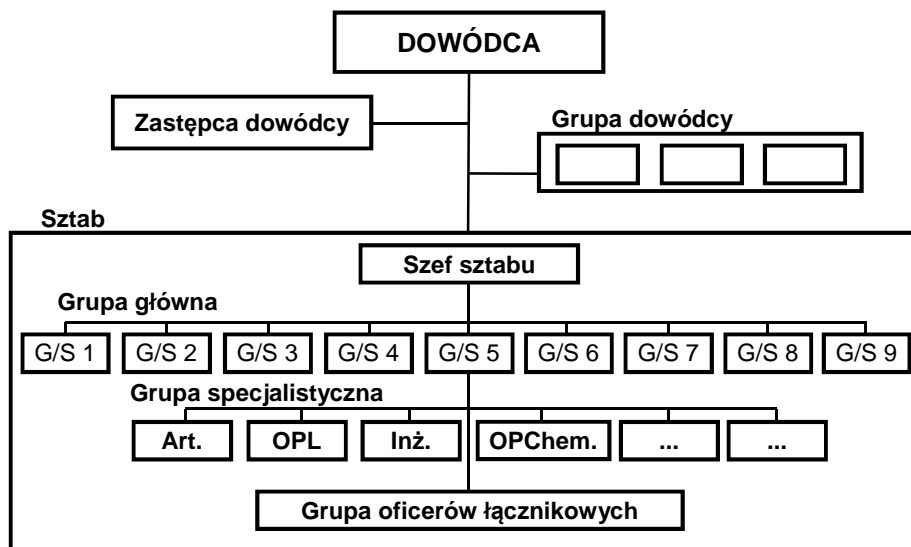 DOWÓDCA
Zastępca dowódcy
Grupa dowódcy
Sztab
Szef sztabu
Grupa główna
G/S 1 G/S 2 G/S 3 G/S 4 G/S 5 G/S 6 G/S 7 G/S 8 G/S 9
Grupa specjalistyczna
Art. OPL Inż. OPChem. ... ...
Grupa oficerów łącznikowych